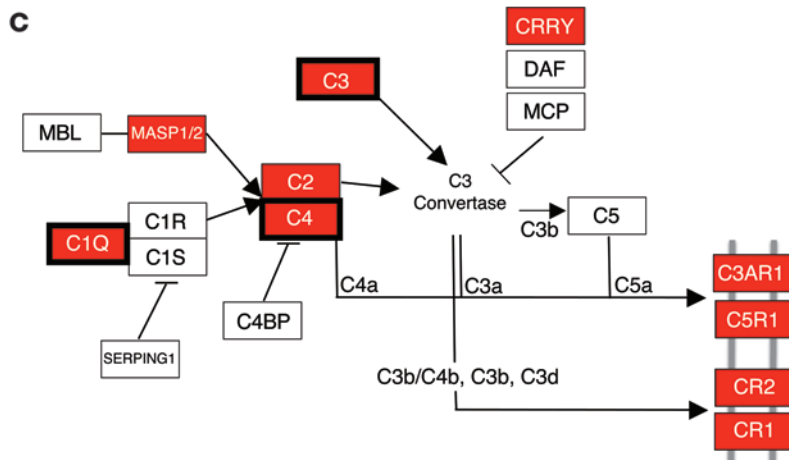 c
CRRY
DAF
MCP
C3
MBL
MASP1/2
C2
C4
C3
Convertase
C1Q
C1R
C1S
C3b
C5
C4BP
SERPING1
C4a
C3a
C5a
C3AR1
C5R1
C3b/C4b, C3b, C3d
CR2
CR1